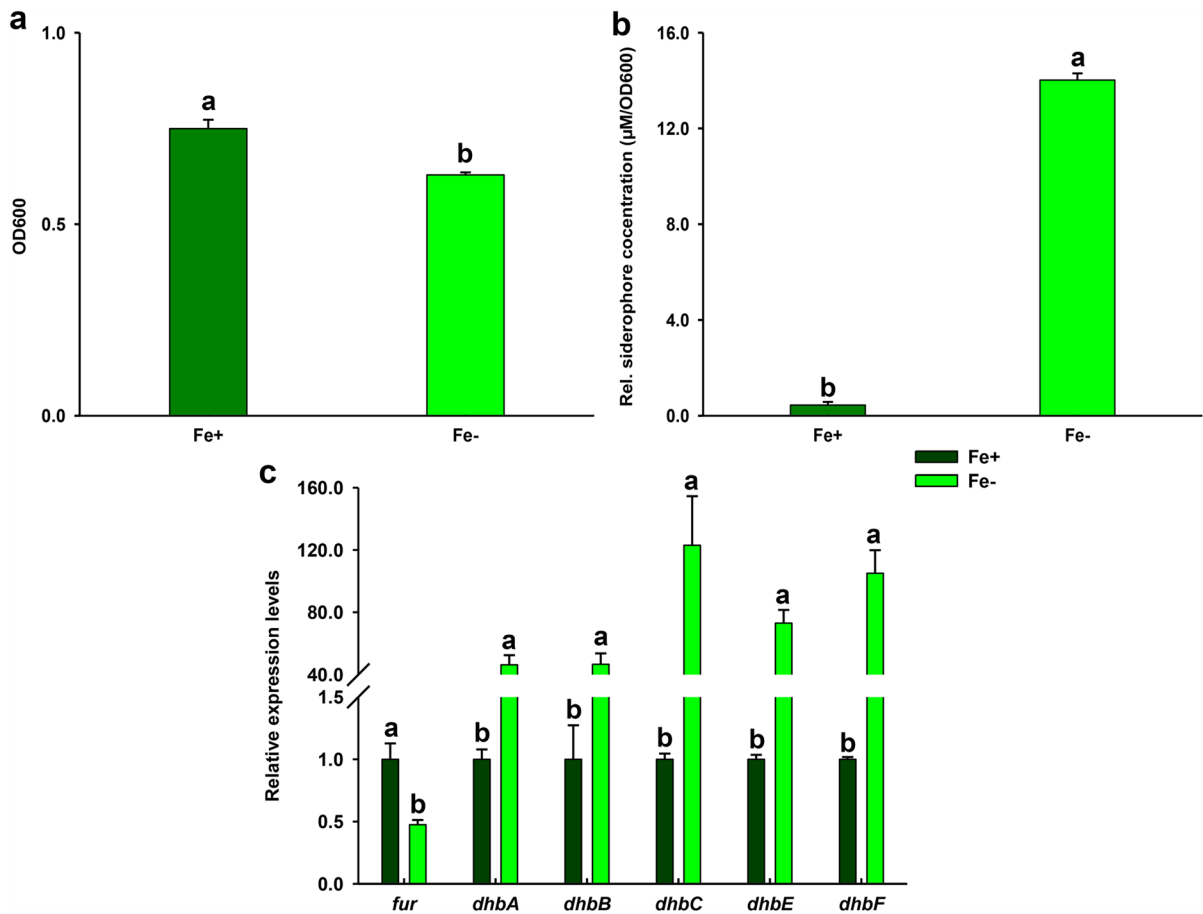 a
1.0
a
b
0.5
OD600
0.0
Fe+ Fe-
b
16.0
a
12.0
8.0
4.0
b
0.0
Rel. siderophore cocentration (µM/OD600)
Fe+ Fe-
Fe+
Fe-
c
160.0
120.0
80.0
40.0
1.5
1.0
0.5
0.0
Relative expression levels
a b
b a
b a
b a
b a
b a
fur dhbA dhbB dhbC dhbE dhbF